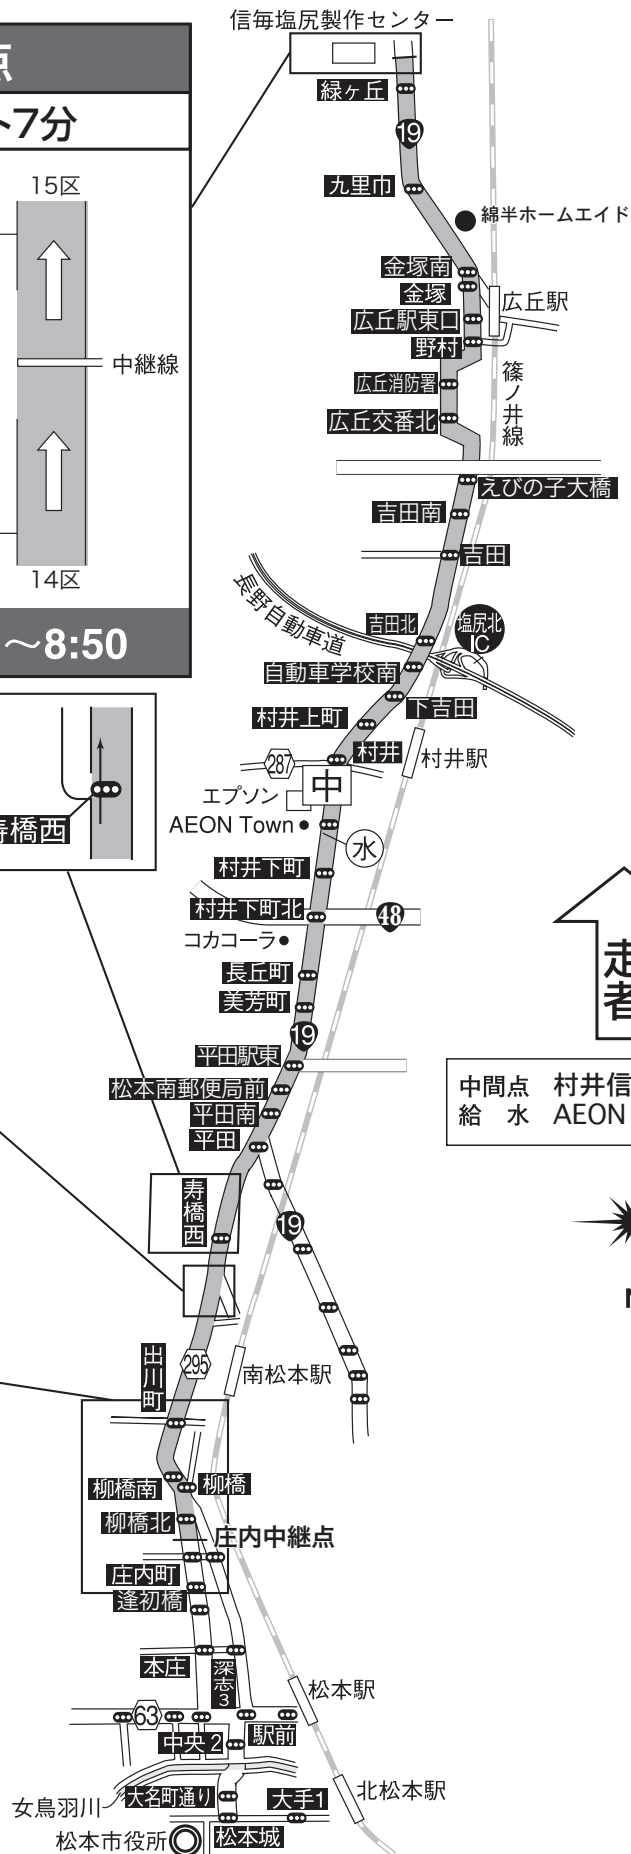 信毎塩尻製作センター
点
ト7分
緑ヶ丘
19
九里巾
15区
綿半ホームエイド
金塚南
金塚
広丘駅
広丘駅東口
野村
中継線
篠ノ井線
広丘消防署
広丘交番北
えびの子大橋
吉田南
吉田
14区
長野自動車道
吉田北
塩尻北
IC
～8:50
自動車学校南
下吉田
村井上町
村井
村井駅
287
中
エプソン
AEON Town
寿橋西
水
村井下町
村井下町北
48
コカコーラ
長丘町
美芳町
19
走
者
平田駅東
松本南郵便局前
中間点 村井信
給 水 AEON
平田南
平田
寿橋西
19
出川町
295
南松本駅
柳橋南
柳橋
柳橋北
庄内中継点
庄内町
逢初橋
本庄
深志3
松本駅
63
中央2
駅前
女鳥羽川
大名町通り
大手1
北松本駅
松本市役所
松本城